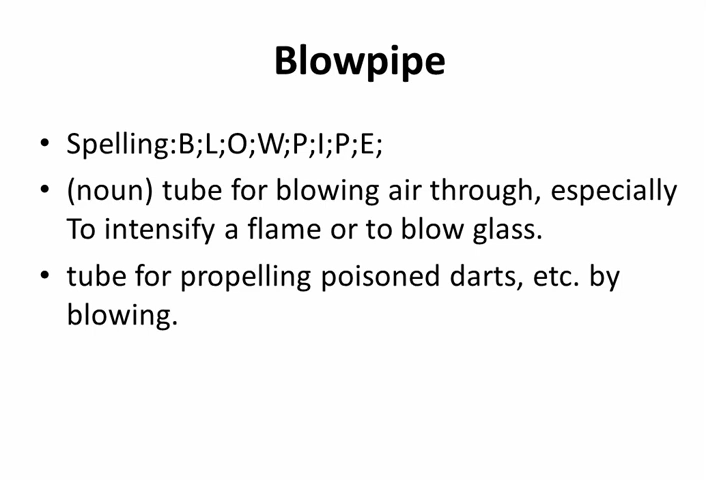 Blowpipe
• Spelling:B;L;O;W;P;I;P;E;
• (noun) tube for blowing air through, especially
To intensify a flame or to blow glass.
• tube for propelling poisoned darts, etc. by
blowing.